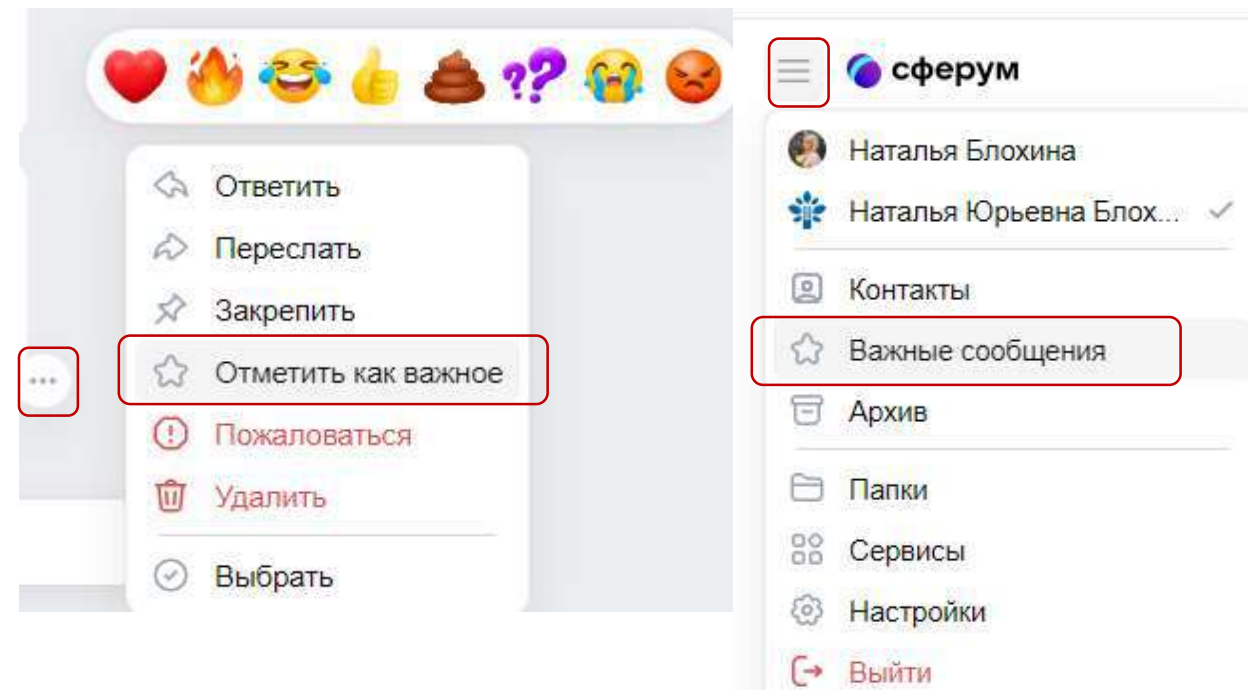 Ответить
Переслать
Закрепить
Отметить как важное
Пожаловаться
Удалить
Выбрать
сферум
Наталья Блохина
Наталья Юрьевна Блох...
Контакты
Важные сообщения
Архив
Папки
Сервисы
Настройки
Выйти